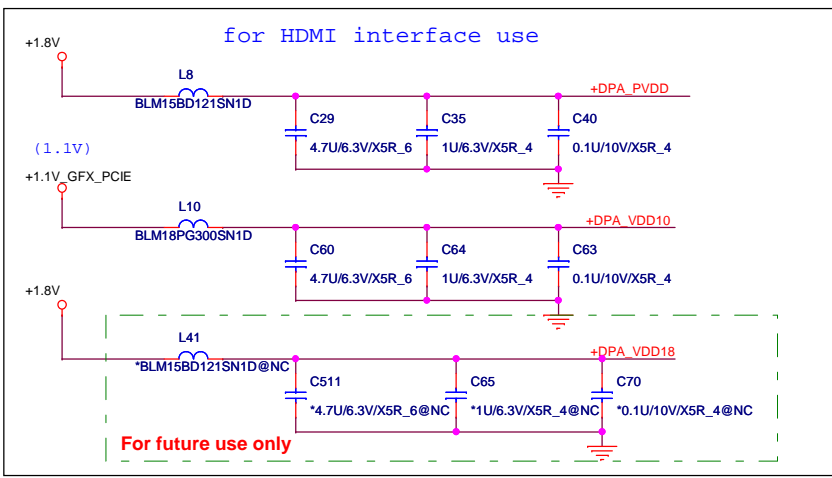 for HDMI interface use
+1.8V
L8
BLM15BD121SN1D
+DPA_PVDD
C29
4.7U/6.3V/X5R_6
C35
1U/6.3V/X5R_4
C40
0.1U/10V/X5R_4
(1.1V)
+1.1V_GFX_PCIE
L10
BLM18PG300SN1D
+DPA_VDD10
C60
4.7U/6.3V/X5R_6
C64
1U/6.3V/X5R_4
C63
0.1U/10V/X5R_4
+1.8V
L41
*BLM15BD121SN1D@NC
+DPA_VDD18
C511
*4.7U/6.3V/X5R_6@NC
C65
*1U/6.3V/X5R_4@NC
C70
*0.1U/10V/X5R_4@NC
For future use only